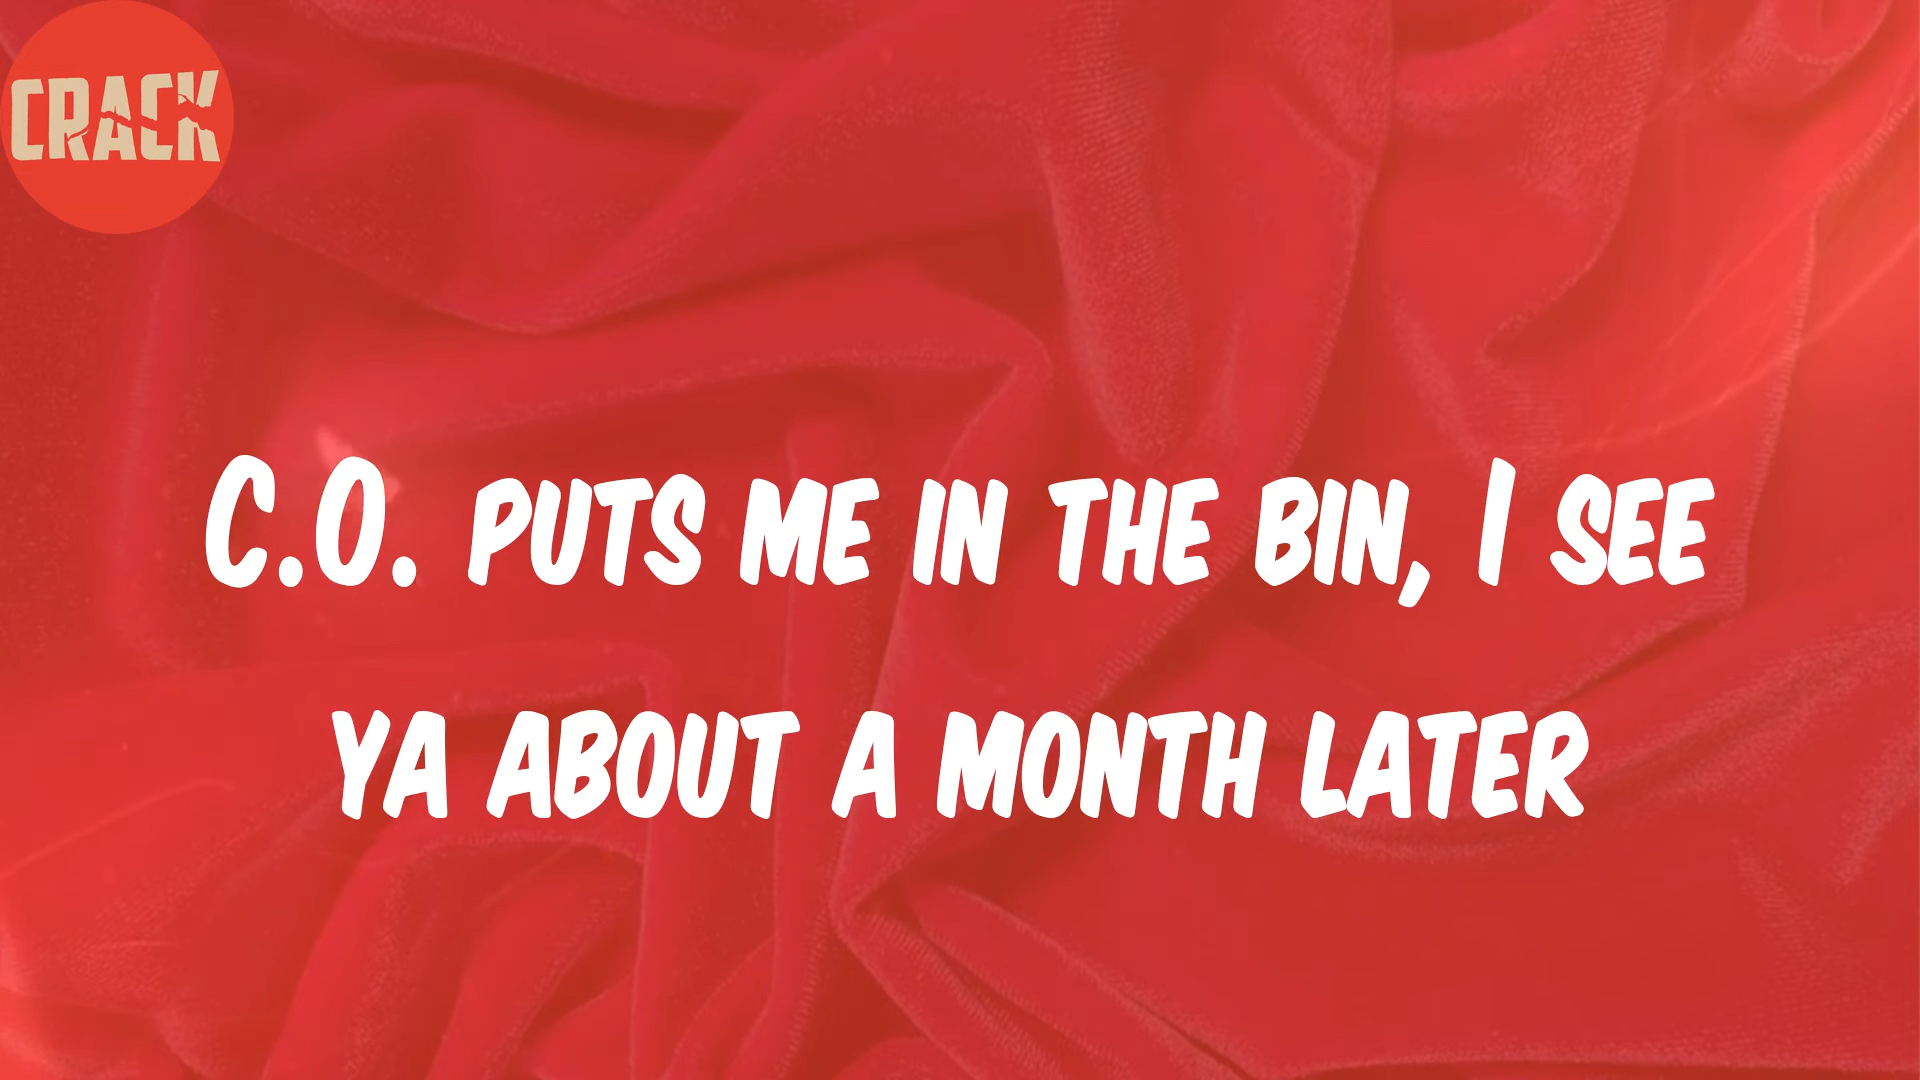 CRACK
C.O. PUTS ME IN THE BIN, I SEE
YA ABOUT A MONTH LATER